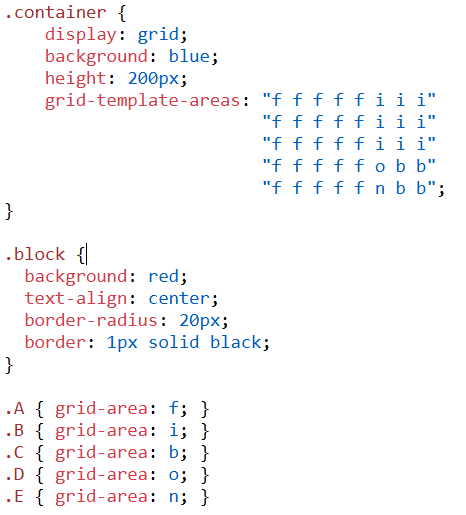 .container {
    display: grid;
    background: blue;
    height: 200px;
    grid-template-areas: "f f f f f i i i"
                         "f f f f f i i i"
                         "f f f f f i i i"
                         "f f f f f o b b"
                         "f f f f f n b b";
}

.block {
  background: red;
  text-align: center;
  border-radius: 20px;
  border: 1px solid black;
}

.A { grid-area: f; }
.B { grid-area: i; }
.C { grid-area: b; }
.D { grid-area: o; }
.E { grid-area: n; }